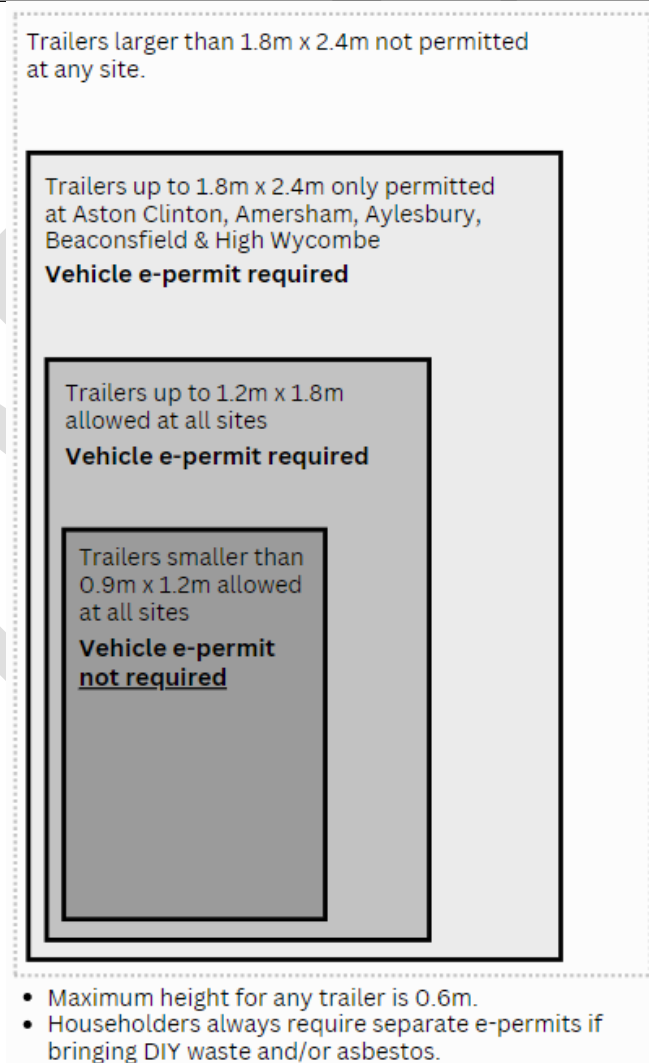 Trailers larger than 1.8m x 2.4m not permitted
at any site.
Trailers up to 1.8m x 2.4m only permitted
at Aston Clinton, Amersham, Aylesbury,
Beaconsfield & High Wycombe
Vehicle e-permit required
Trailers up to 1.2m x 1.8m
allowed at all sites
Vehicle e-permit required
Trailers smaller than
0.9m x 1.2m allowed
at all sites
Vehicle e-permit
not required
• Maximum height for any trailer is 0.6m.
• Householders always require separate e-permits if
bringing DIY waste and/or asbestos.